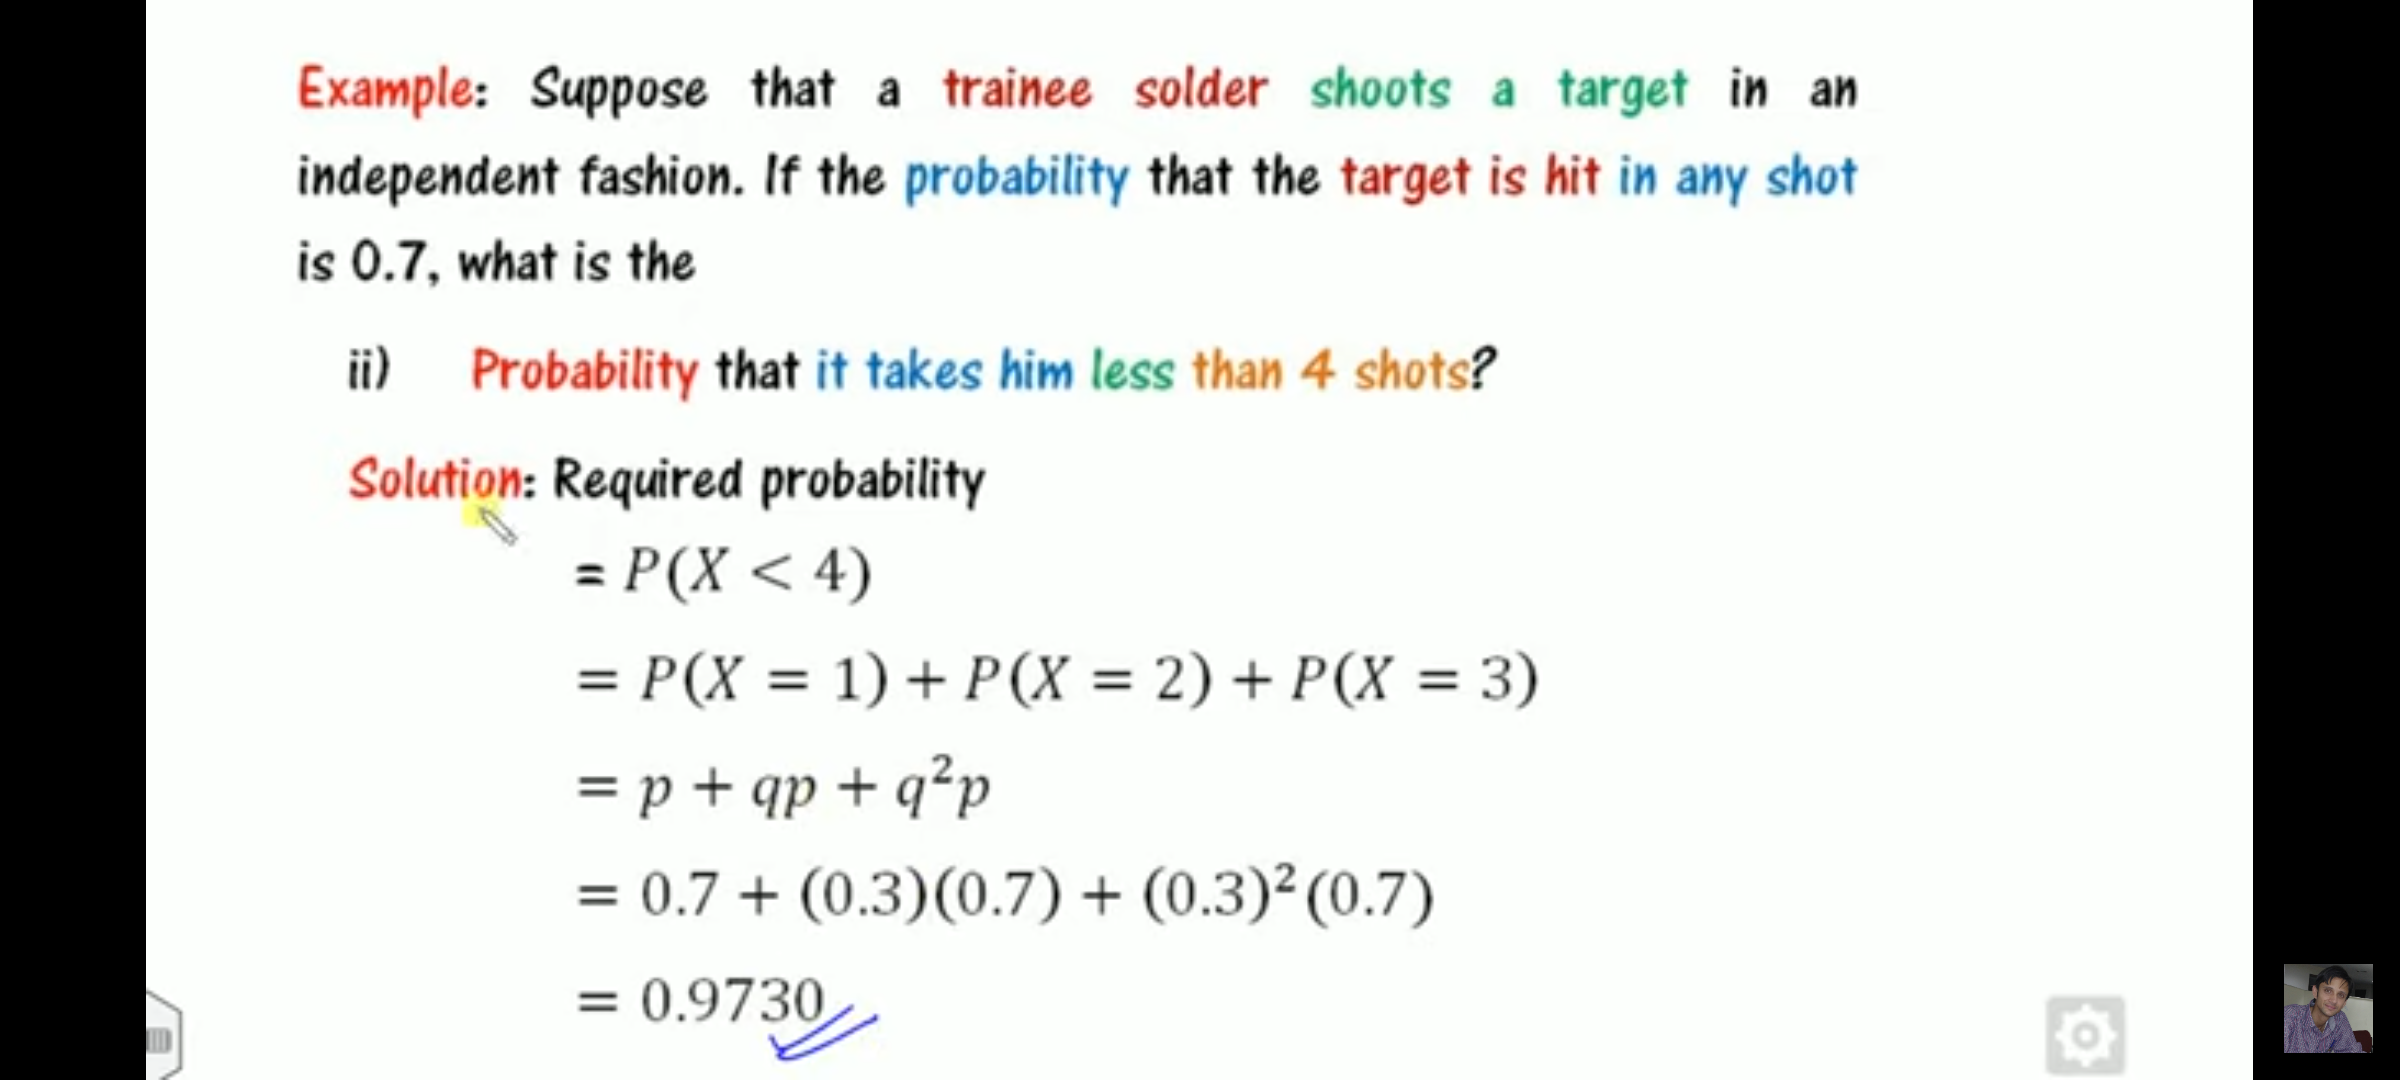 Example: Suppose that a trainee solder shoots a target in an
independent fashion. If the probability that the target is hit in any shot
is 0.7, what is the
ii) Probability that it takes him less than 4 shots?
Solution: Required probability
= P(X < 4)
= P(X = 1) + P(X = 2) + P(X = 3)
= p + qp + q²p
= 0.7 + (0.3)(0.7) + (0.3)²(0.7)
= 0.9730